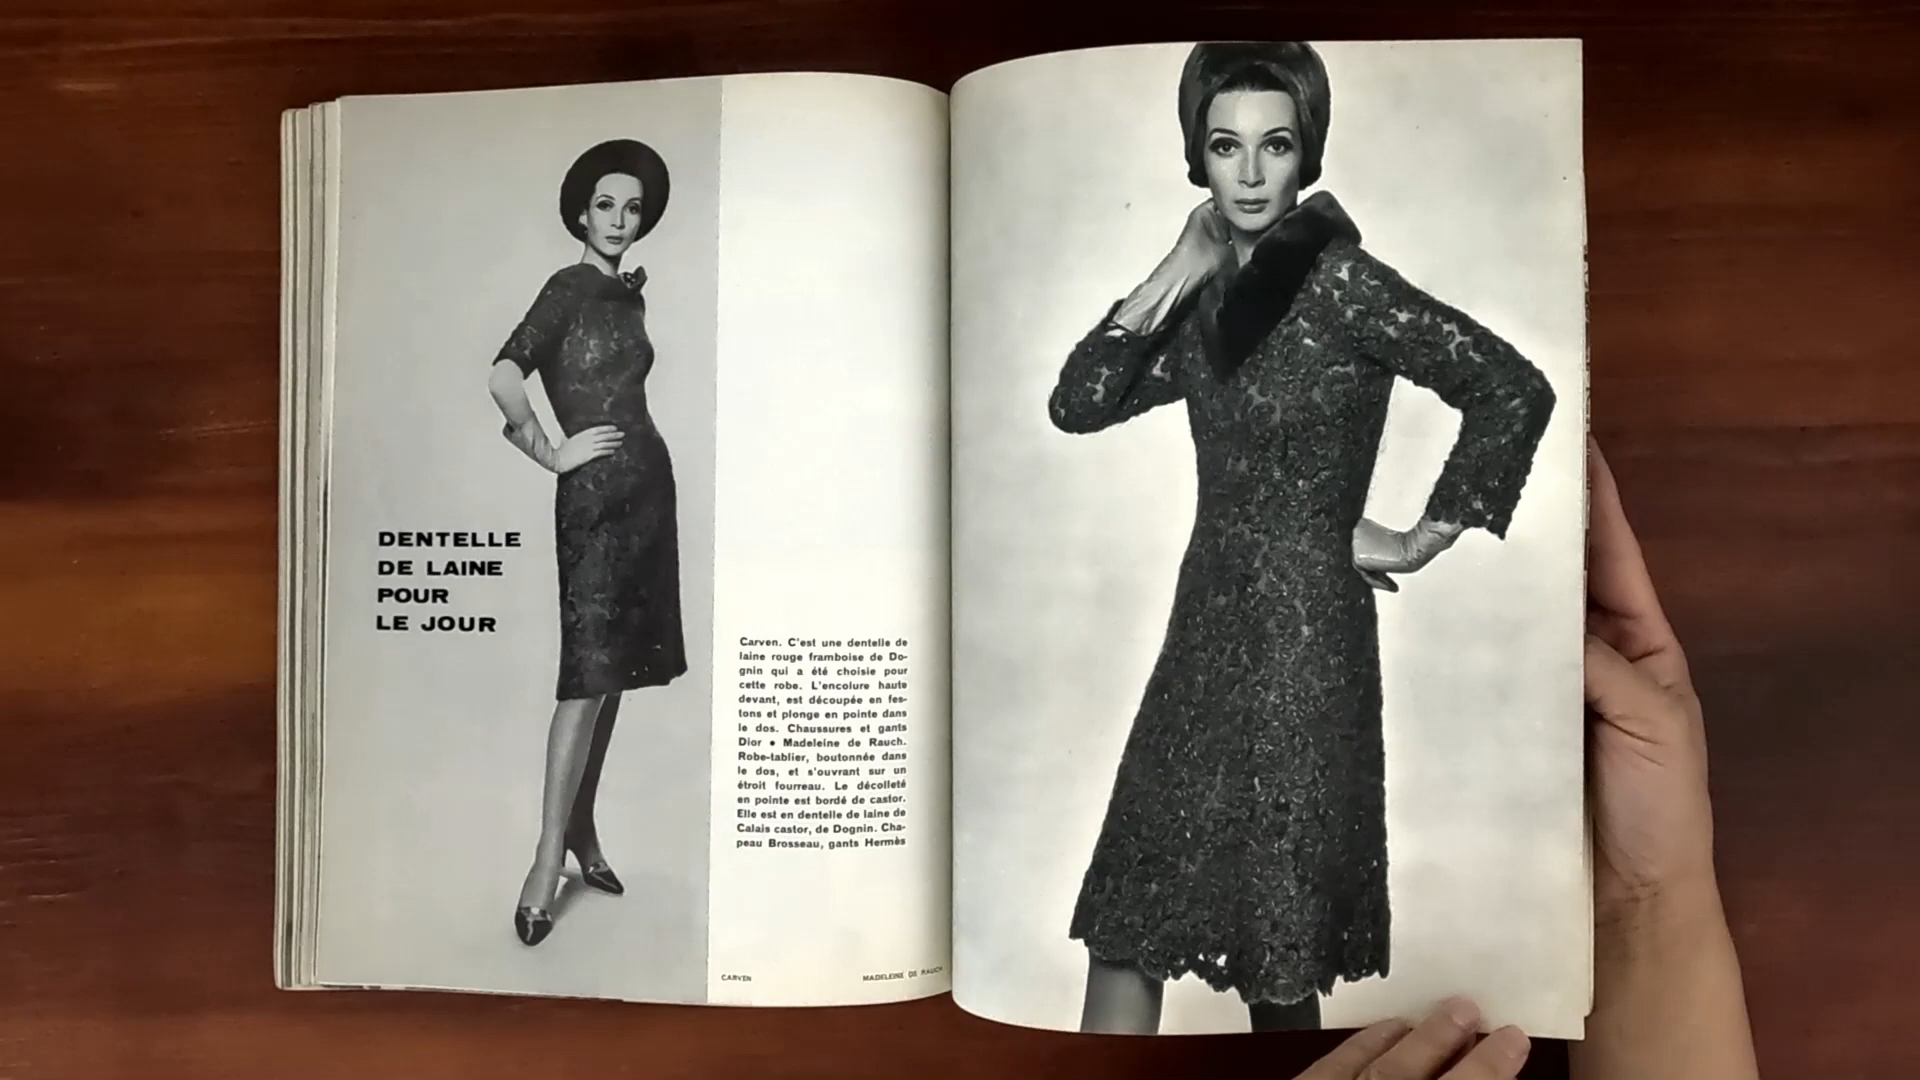 DENTELLE
DE LAINE
POUR
LE JOUR
Carven. C'est une dentelle de
laine rouge framboise de Do-
gnin qui a été choisie pour
cette robe. L'encolure haute
devant, est découpée en fes-
tons et plonge en pointe dans
le dos. Chaussures et gants
Dior • Madeleine de Rauch.
Robe-tablier, boutonnée dans
le dos, et s'ouvrant sur un
étroit fourreau. Le décolleté
en pointe est bordé de castor.
Elle est en dentelle de laine de
Calais castor, de Dognin. Cha-
peau Brosseau, gants Hermès
CARVEN
MADELEINE DE RAUCH